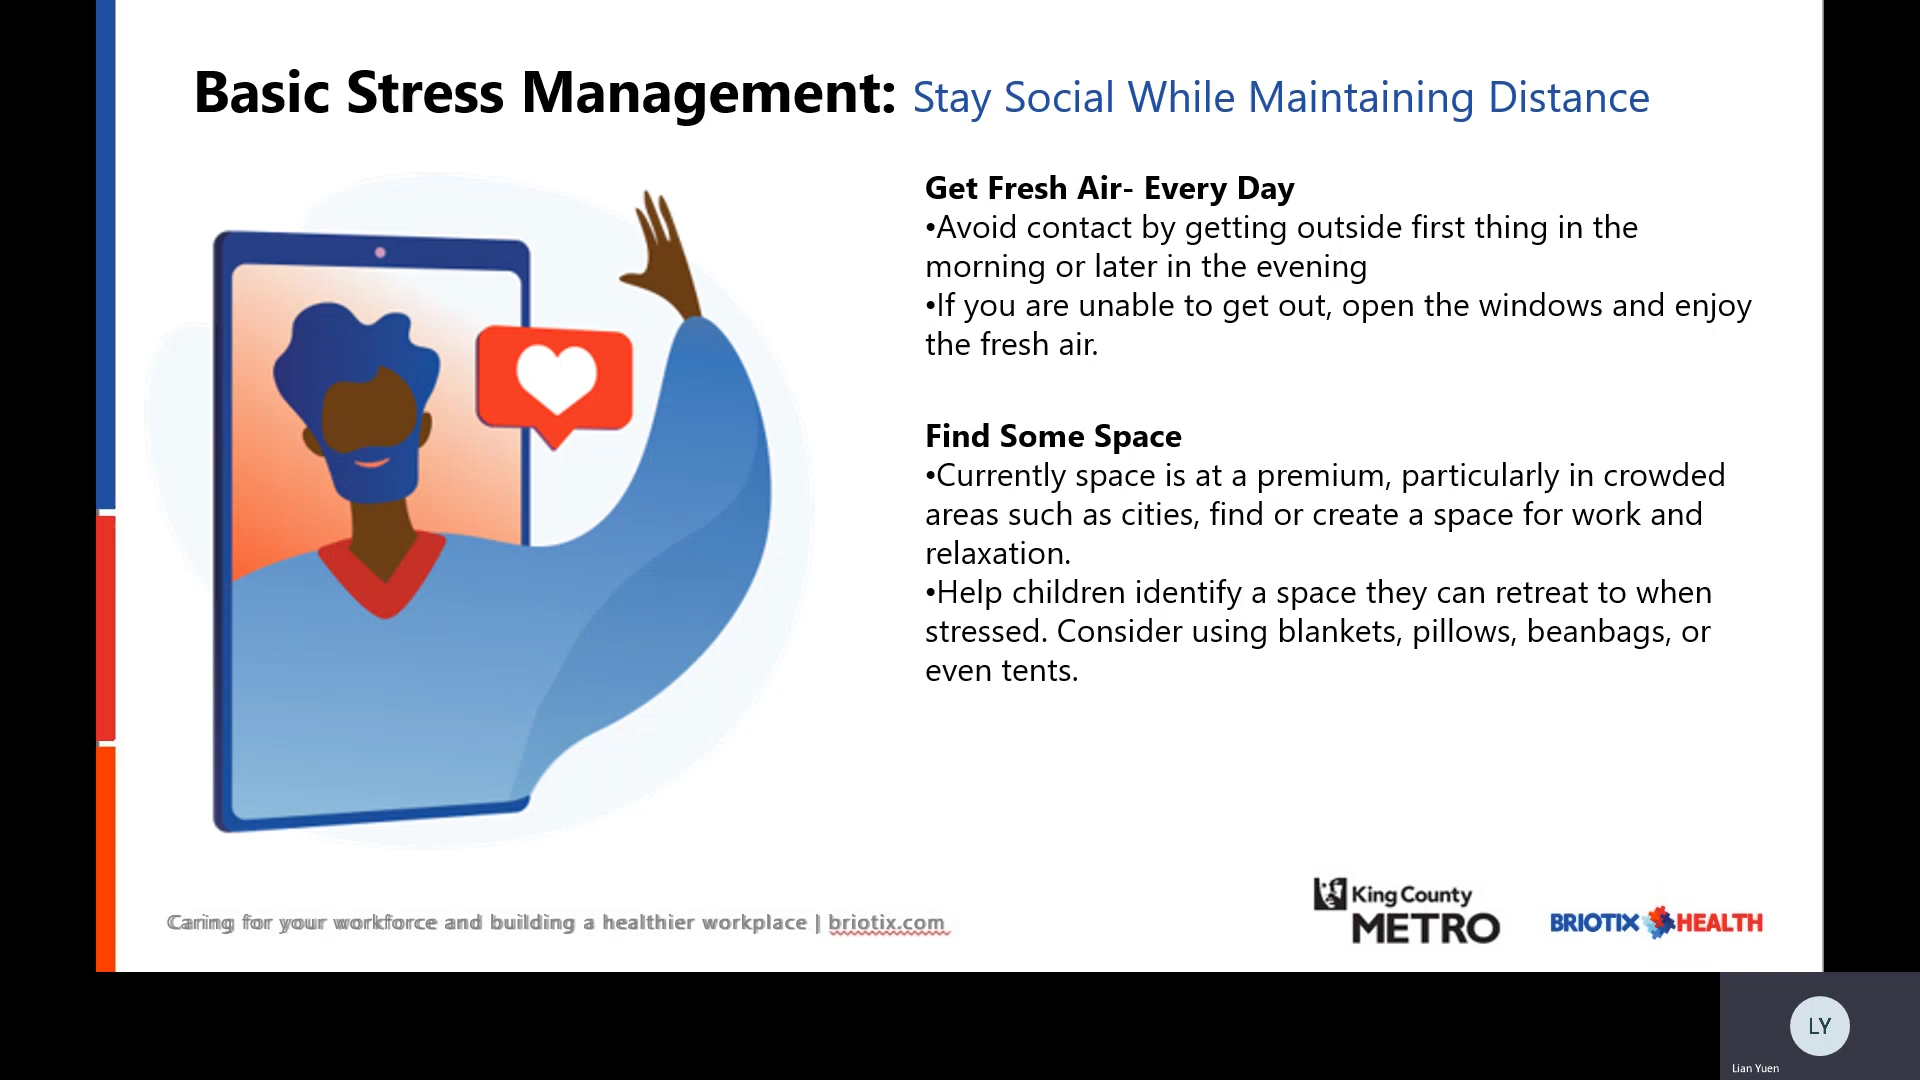 Basic Stress Management: Stay Social While Maintaining Distance
Get Fresh Air- Every Day
•Avoid contact by getting outside first thing in the
morning or later in the evening
•If you are unable to get out, open the windows and enjoy
the fresh air.
Find Some Space
•Currently space is at a premium, particularly in crowded
areas such as cities, find or create a space for work and
relaxation.
•Help children identify a space they can retreat to when
stressed. Consider using blankets, pillows, beanbags, or
even tents.
Caring for your workforce and building a healthier workplace | briotix.com
King County
METRO
BRIOTIX HEALTH
LY
Lian Yuen